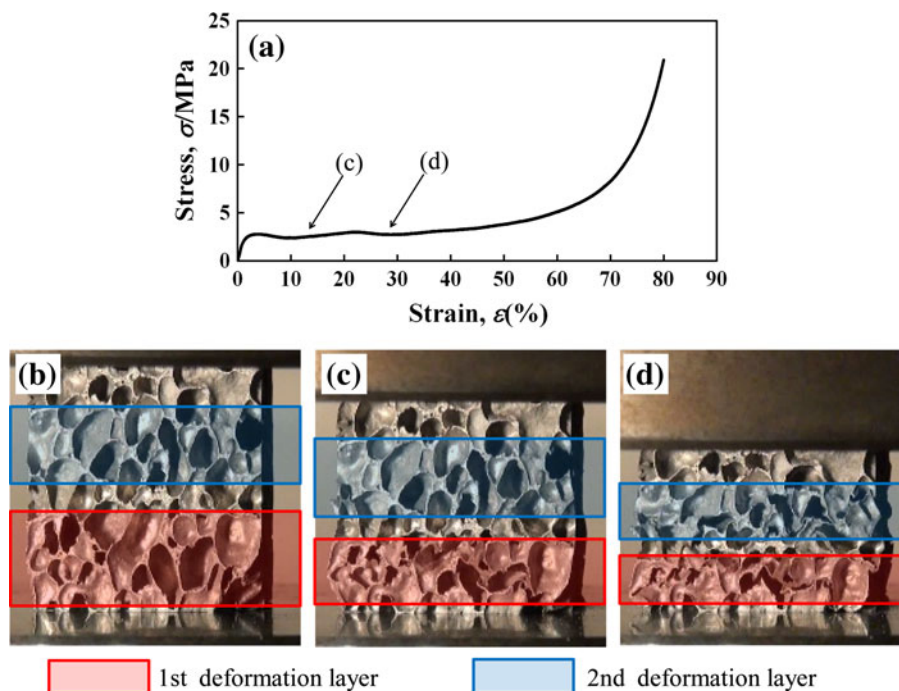 (a)
25
20
15
10
5
0
Stress, σ/MPa
(c)
(d)
0 10 20 30 40 50 60 70 80 90
Strain, ε(%)
(b) (c) (d)
1st deformation layer 2nd deformation layer